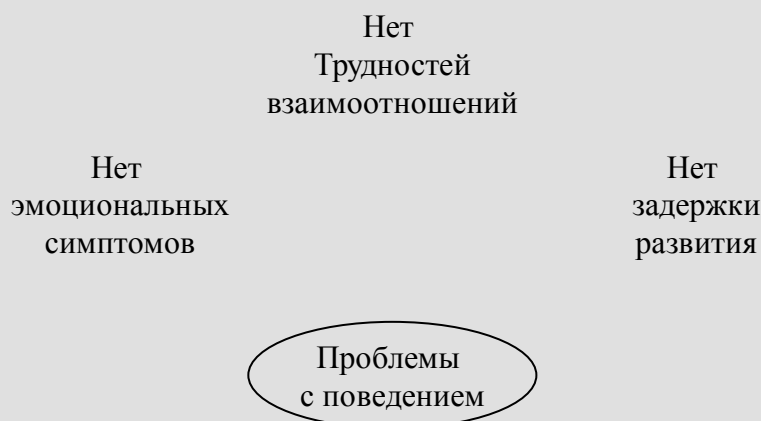 Нет
Трудностей
взаимоотношений
Нет
эмоциональных
симптомов
Нет
задержки
развития
Проблемы
с поведением